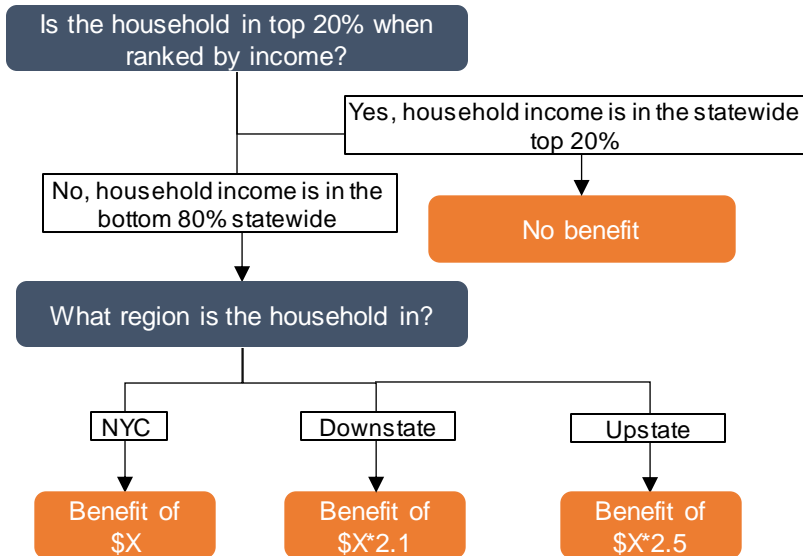 Is the household in top 20% when
ranked by income?
Yes, household income is in the statewide
top 20%
No, household income is in the
bottom 80% statewide
No benefit
What region is the household in?
NYC
Downstate
Upstate
Benefit of
$X
Benefit of
$X*2.1
Benefit of
$X*2.5